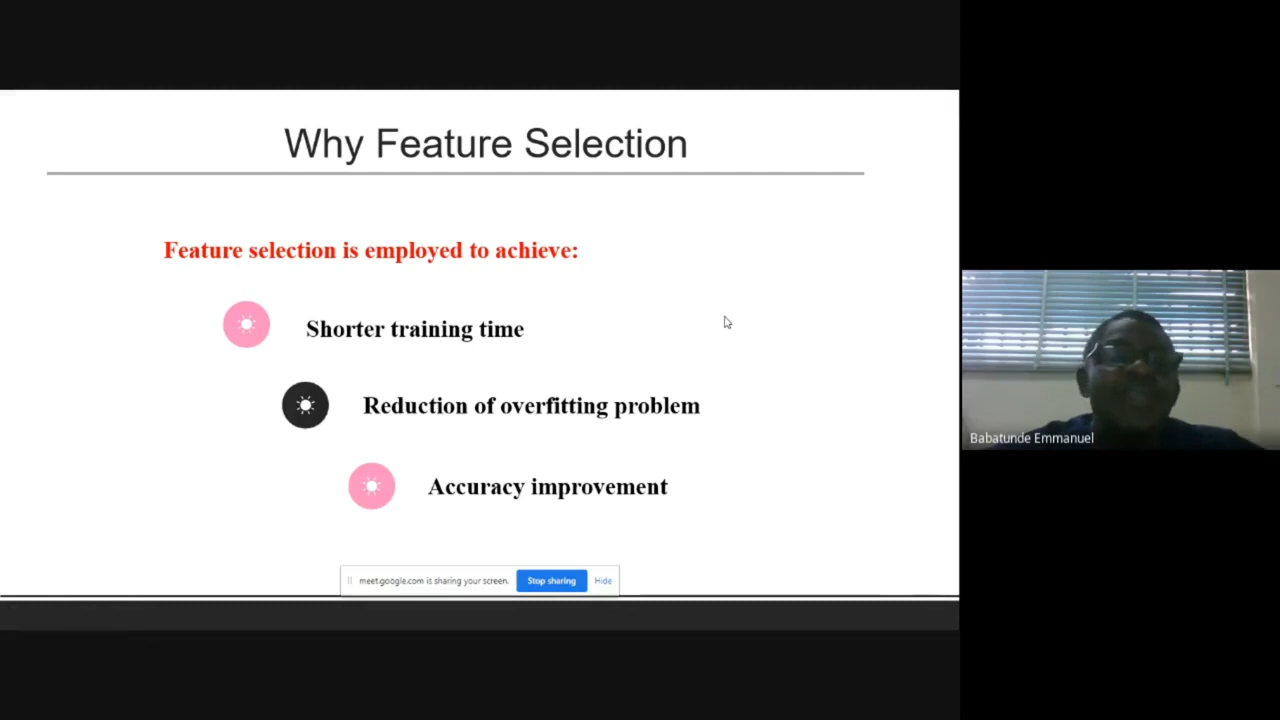 Why Feature Selection
Feature selection is employed to achieve:
Shorter training time
Reduction of overfitting problem
Accuracy improvement
meet.google.com is sharing your screen.
Stop sharing
Hide
Babatunde Emmanuel